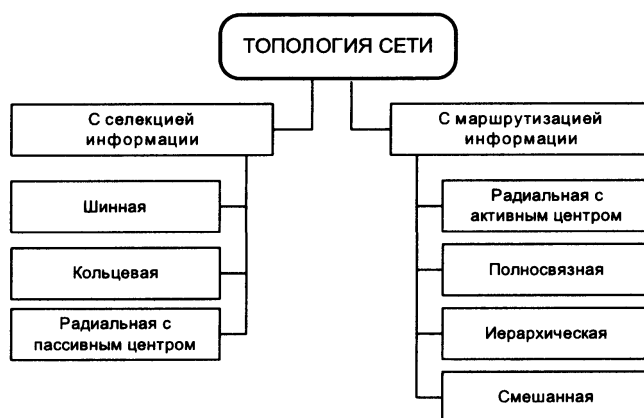 ТОПОЛОГИЯ СЕТИ
С селекцией
информации
Шинная
Кольцевая
Радиальная с
пассивным центром
С маршрутизацией
информации
Радиальная с
активным центром
Полносвязная
Иерархическая
Смешанная